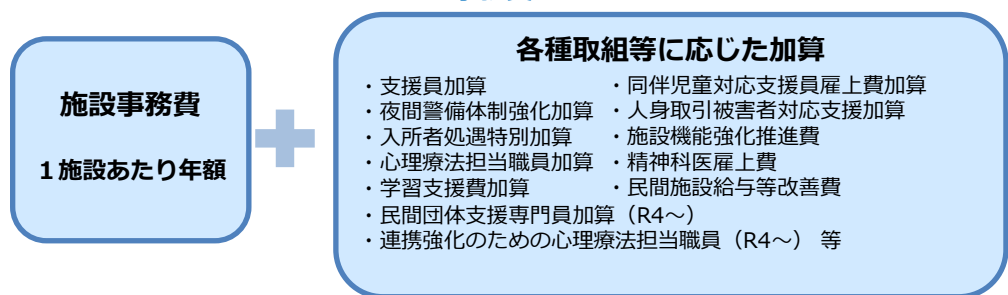 施設事務費
1施設あたり年額
各種取組等に応じた加算
・支援員加算
・夜間警備体制強化加算
・入所者処遇特別加算
・心理療法担当職員加算
・学習支援費加算
・同伴児童対応支援員雇上費加算
・人身取引被害者対応支援加算
・施設機能強化推進費
・精神科医雇上費
・民間施設給与等改善費
・民間団体支援専門員加算（R4～）
・連携強化のための心理療法担当職員（R4～） 等